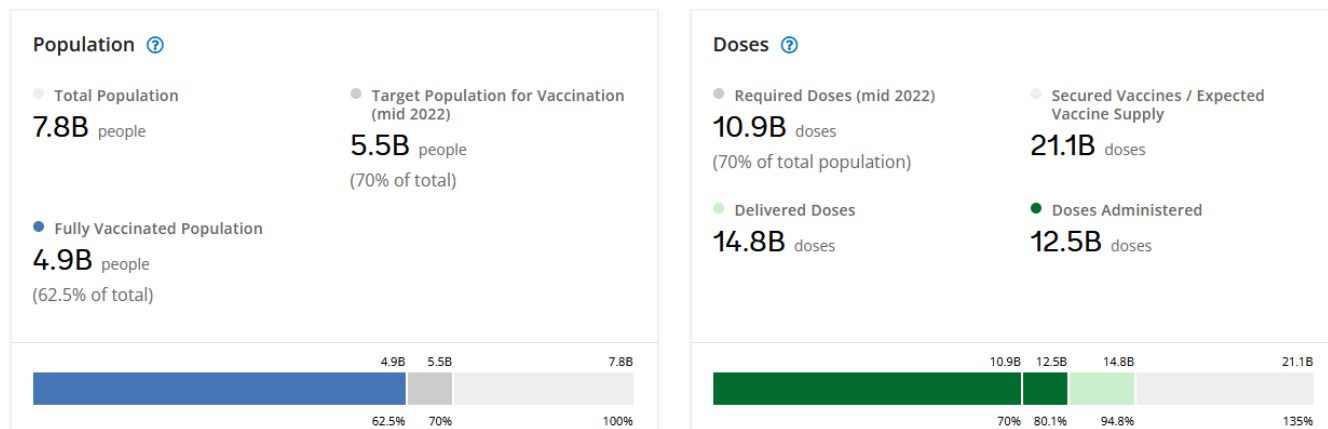 Population ?
Total Population
7.8B people
Target Population for Vaccination
(mid 2022)
5.5B people
(70% of total)
Fully Vaccinated Population
4.9B people
(62.5% of total)
4.9B 5.5B 7.8B
62.5% 70% 100%
Doses ?
Required Doses (mid 2022)
10.9B doses
(70% of total population)
Secured Vaccines / Expected
Vaccine Supply
21.1B doses
Delivered Doses
14.8B doses
Doses Administered
12.5B doses
10.9B 12.5B 14.8B 21.1B
70% 80.1% 94.8% 135%